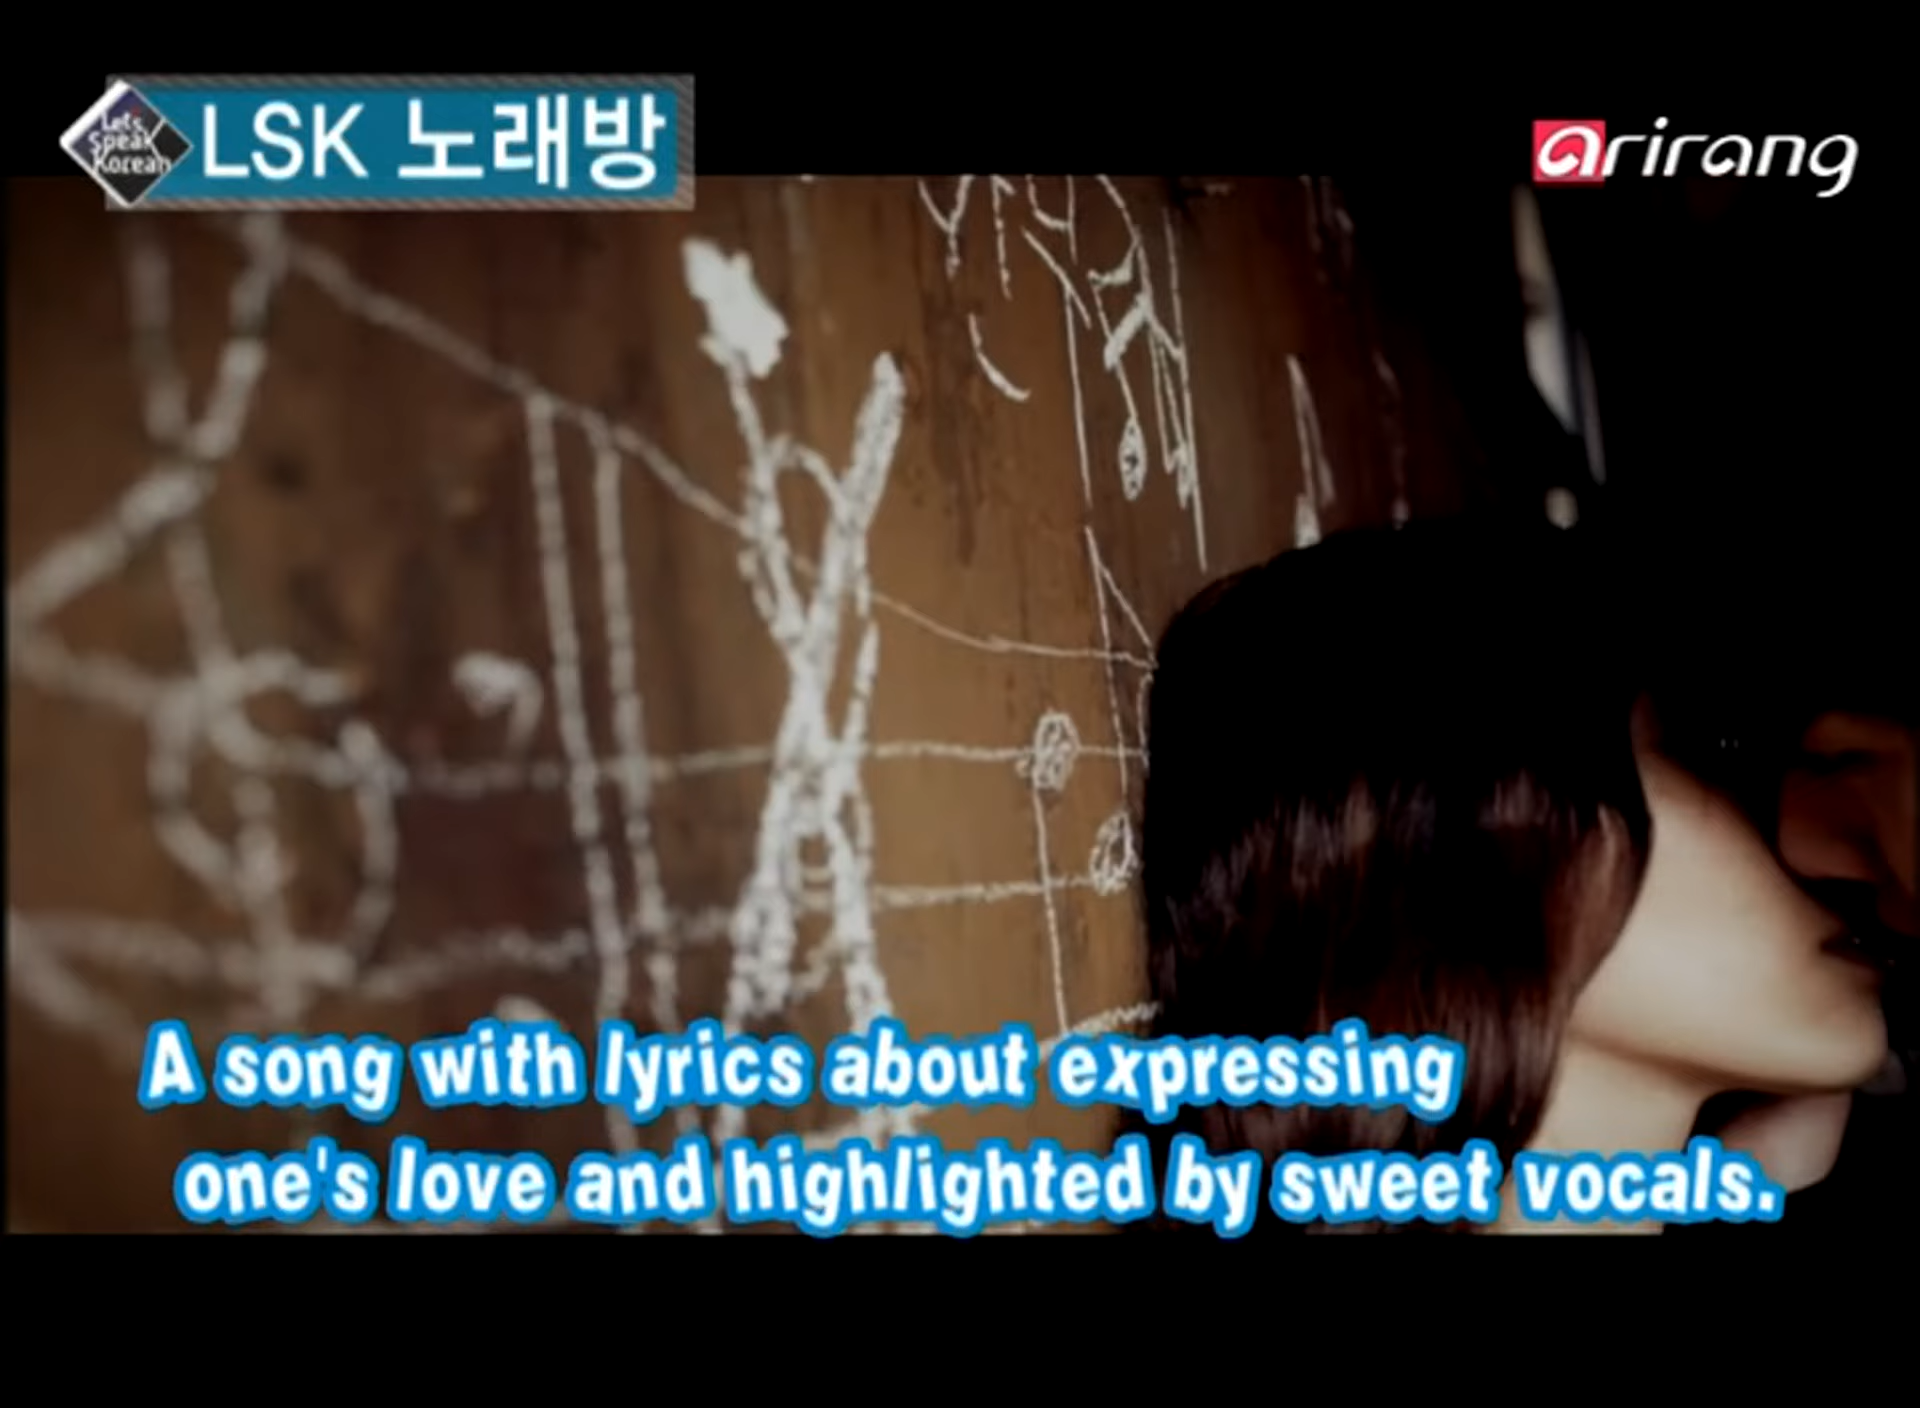 Let's
Speak
Korean
LSK 노래방
arirang
A song with lyrics about expressing
one's love and highlighted by sweet vocals.